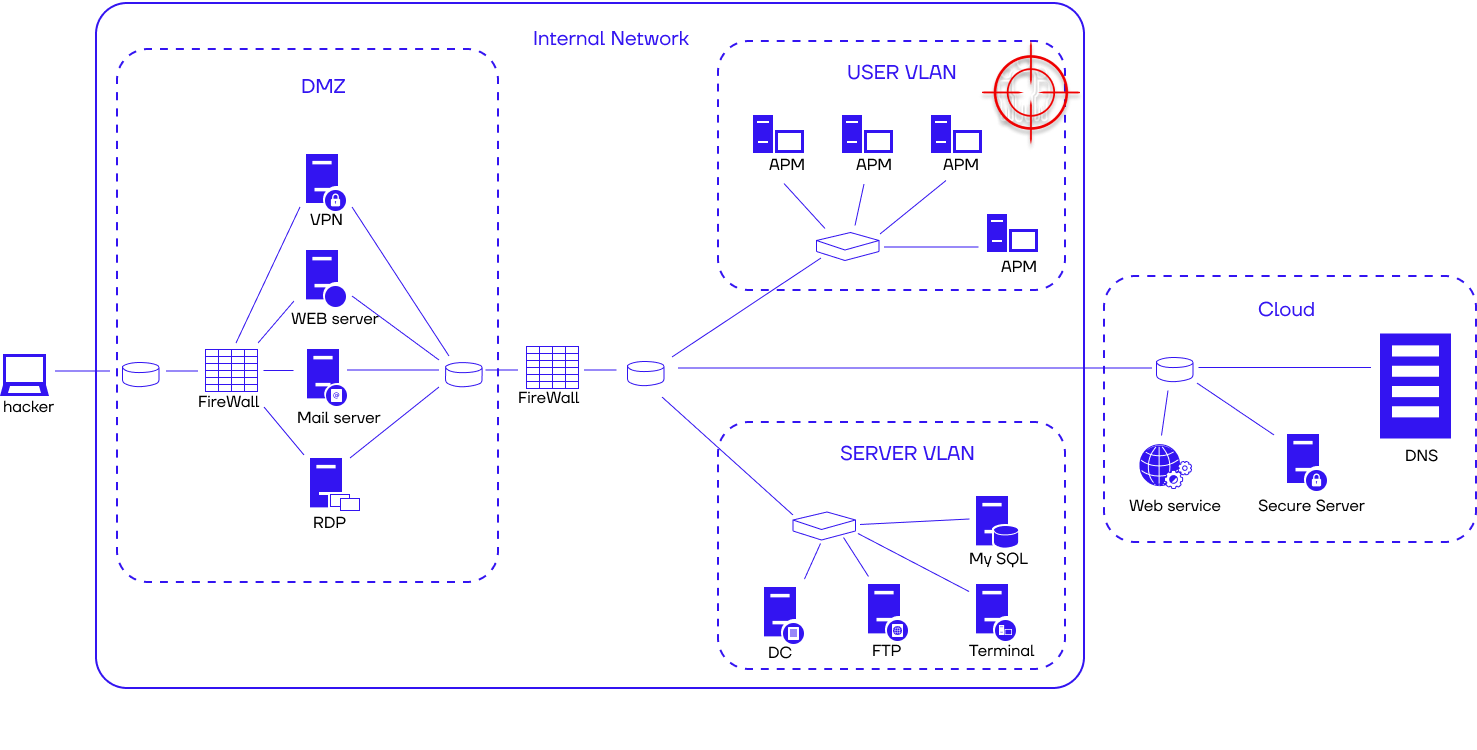 Internal Network
DMZ
USER VLAN
APM
APM
APM
VPN
APM
WEB server
Cloud
hacker
FireWall
Mail server
FireWall
SERVER VLAN
DNS
Web service
Secure Server
RDP
My SQL
DC
FTP
Terminal